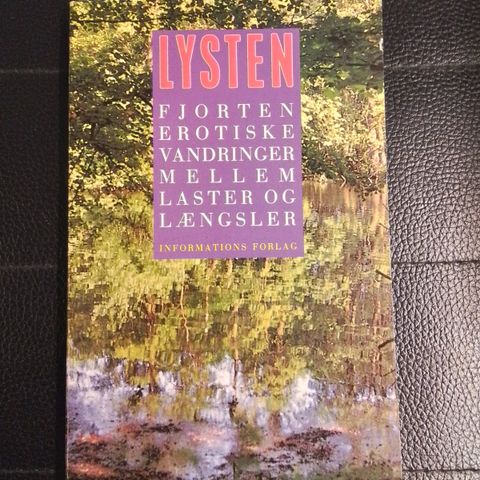 LYSTEN
FJORTEN
EROTISKE
VANDRINGER
MELLEM
LASTER OG
LÆNGSLER
INFORMATIONS FORLAG